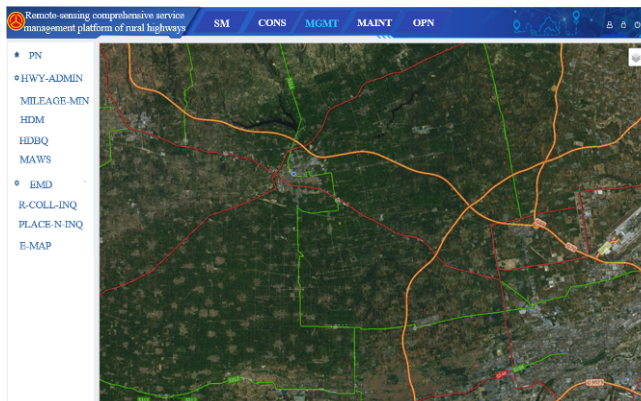 Remote-sensing comprehensive service
management platform of rural highways
SM CONS MGMT MAINT OPN
PN
HWY-ADMIN
MILEAGE-MIN
HDM
HDBQ
MAWS
EMD
R-COLL-INQ
PLACE-N-INQ
E-MAP